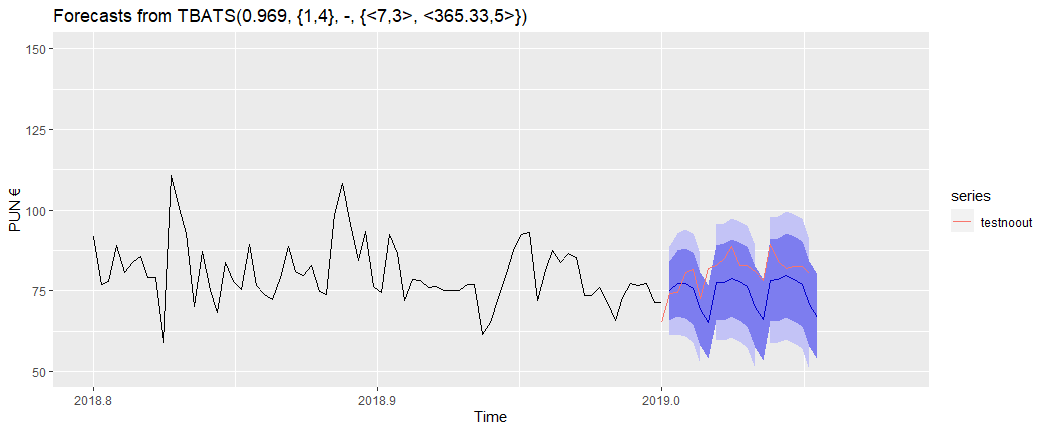 Forecasts from TBATS(0.969, {1,4}, -, {<7,3>, <365.33,5>})
150
125
100
75
50
PUN €
2018.8
2018.9
2019.0
Time
series
testnoout